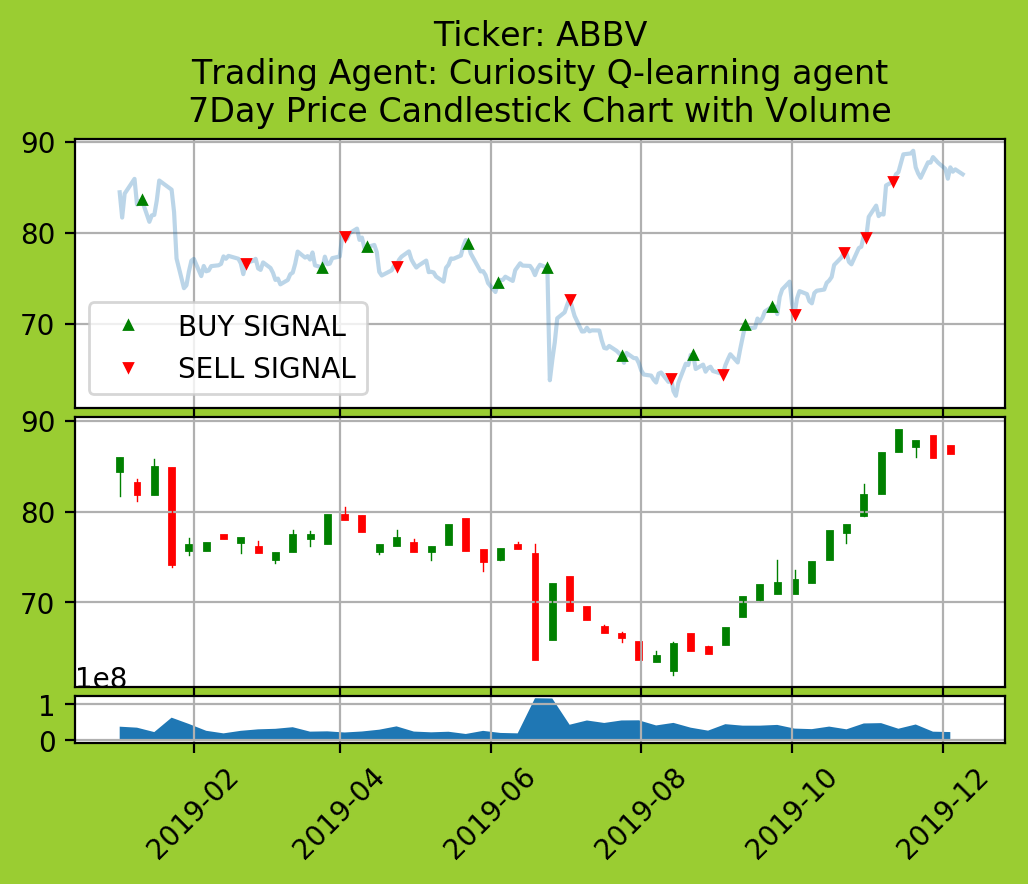 Ticker: ABBV
Trading Agent: Curiosity Q-learning agent
7Day Price Candlestick Chart with Volume
90
80
70
BUY SIGNAL
SELL SIGNAL
90
80
70
1e8
1
0
2019-02
2019-04
2019-06
2019-08
2019-10
2019-12